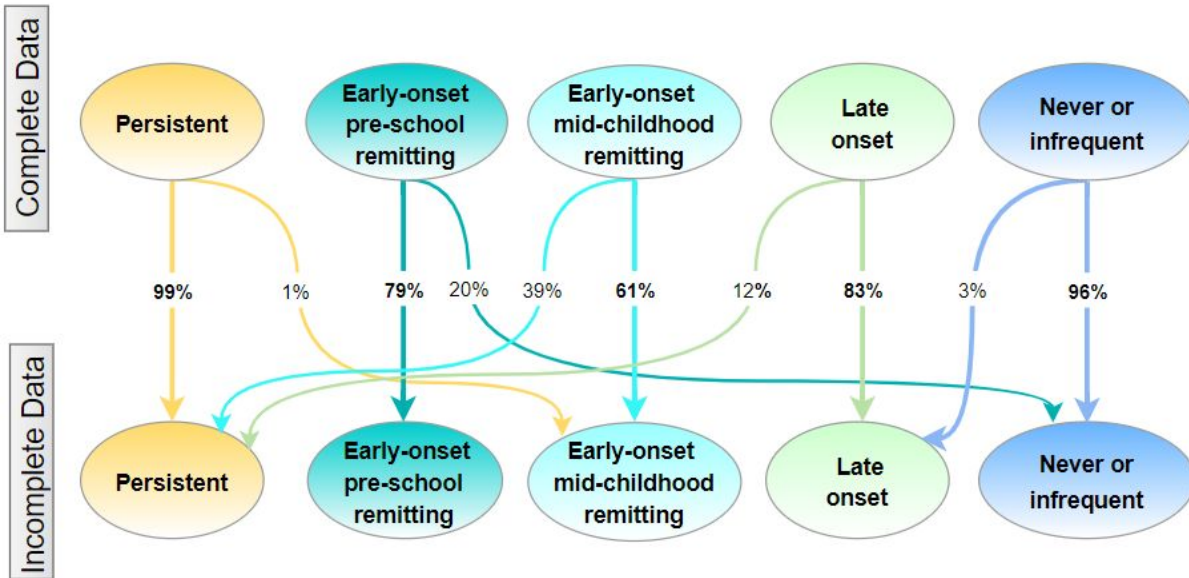 Complete Data
Persistent
Early-onset
pre-school
remitting
Early-onset
mid-childhood
remitting
Late
onset
Never or
infrequent
99%
1%
79%
20%
39%
61%
12%
83%
3%
96%
Incomplete Data
Persistent
Early-onset
pre-school
remitting
Early-onset
mid-childhood
remitting
Late
onset
Never or
infrequent